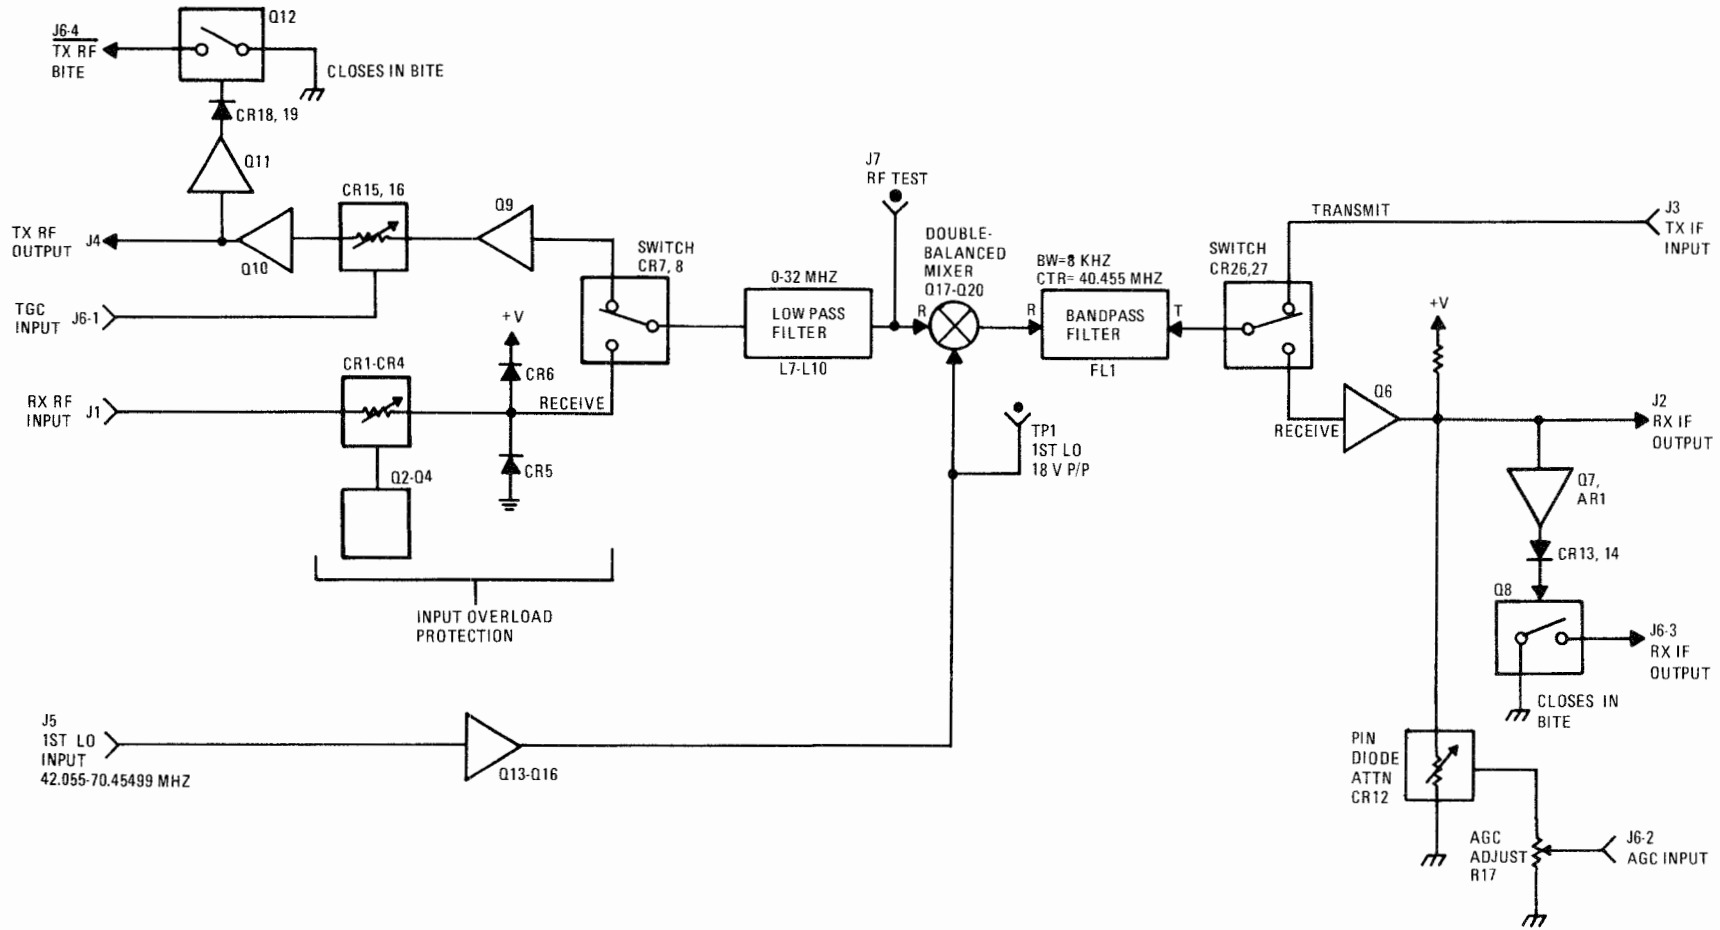 J6-4
TX RF
BITE
Q12
CLOSES IN BITE
CR18, 19
Q11
CR15, 16
Q9
TX RF
OUTPUT
J4
Q10
TGC
INPUT
J6-1
SWITCH
CR7, 8
+V
CR1-CR4
CR6
RX RF
INPUT
J1
RECEIVE
CR5
Q2-Q4
INPUT OVERLOAD
PROTECTION
J5
1ST LO
INPUT
42.055-70.45499 MHZ
Q13-Q16
0-32 MHZ
LOW PASS
FILTER
L7-L10
J7
RF TEST
DOUBLE-
BALANCED
MIXER
Q17-Q20
R
R
TP1
1ST LO
18 V P/P
BW=8 KHZ
CTR= 40.455 MHZ
BANDPASS
FILTER
FL1
T
SWITCH
CR26,27
TRANSMIT
J3
TX IF
INPUT
RECEIVE
Q6
+V
J2
RX IF
OUTPUT
Q7,
AR1
CR13, 14
Q8
J6-3
RX IF
OUTPUT
CLOSES IN
BITE
PIN
DIODE
ATTN
CR12
AGC
ADJUST
R17
J6-2
AGC INPUT